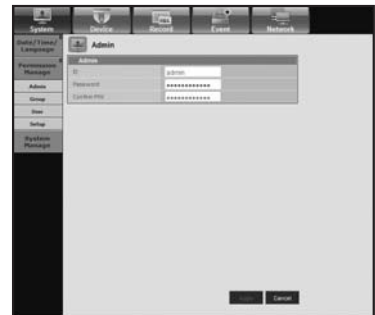 System Device Record Event Network
Date/Time/
Language
Permission
Manage
Admin
Group
User
Setup
System
Manage
Admin
Admin
ID admin
Password ************
Confirm PW ************
Cancel